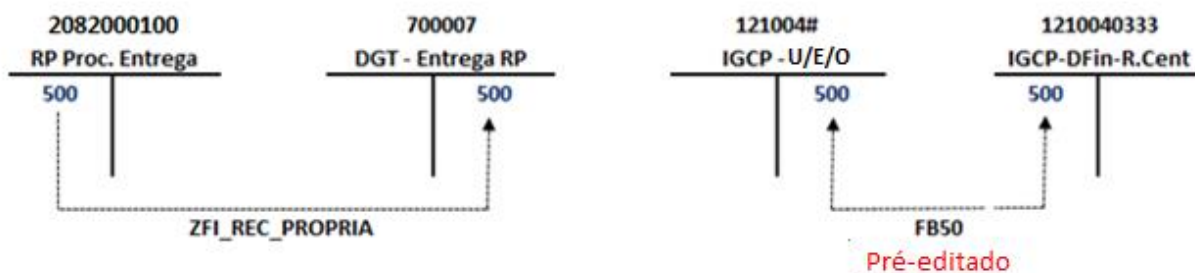 2082000100 700007 121004# 1210040333
RP Proc. Entrega DGT - Entrega RP IGCP - U/E/O IGCP-DFin-R.Cent
500 500 500 500
ZFI_REC_PROPRIA FB50
Pré-editado